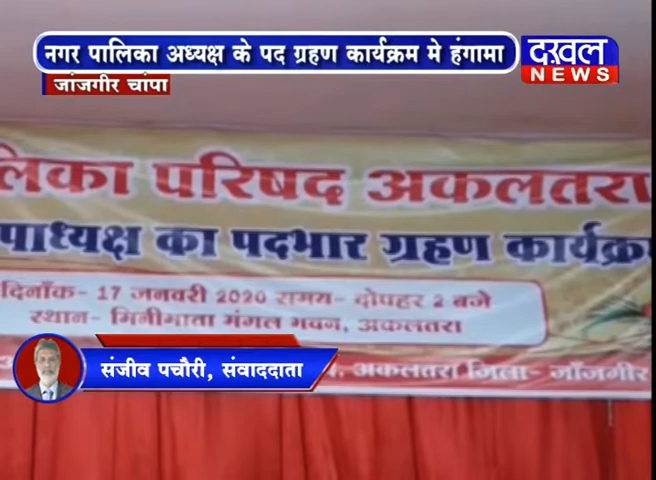 नगर पालिका अध्यक्ष के पद ग्रहण कार्यक्रम मे हंगामा
दख़ल
NEWS
जांजगीर चांपा
लिका परिषद अकलतरा
पाध्यक्ष का पदभार ग्रहण कार्यक्र
दिनाँक- 17 जनवरी 2020 समय- दोपहर 2 बजे
स्थान- मिनीमाता मंगल भवन, अकलतरा
अकलतरा जिला- जाँजगीर
संजीव पचौरी, संवाददाता